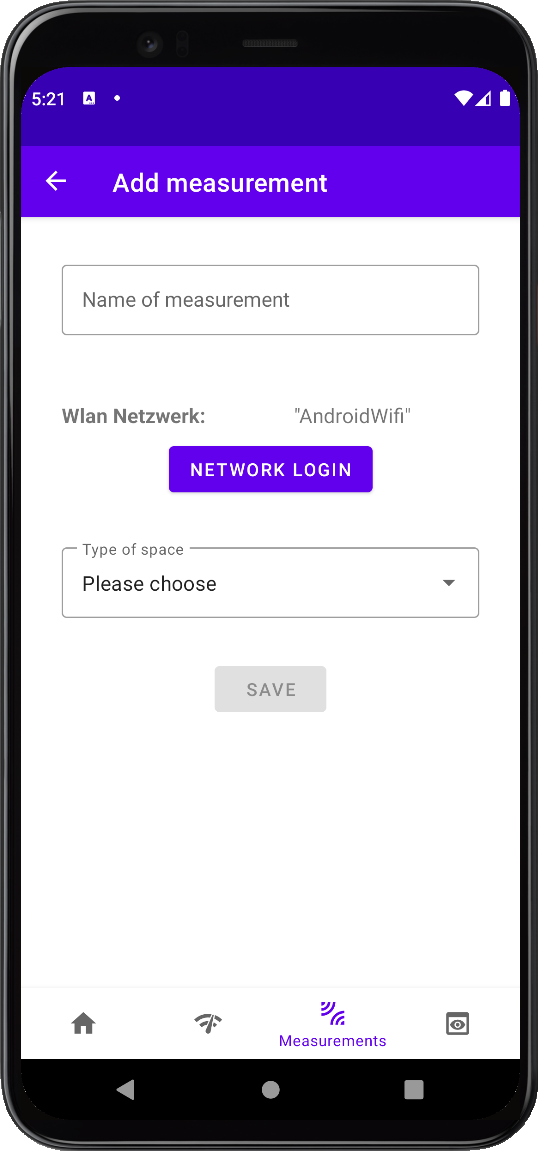 5:21
Add measurement
Name of measurement
Wlan Netzwerk: "AndroidWifi"
NETWORK LOGIN
Type of space
Please choose
SAVE
Measurements